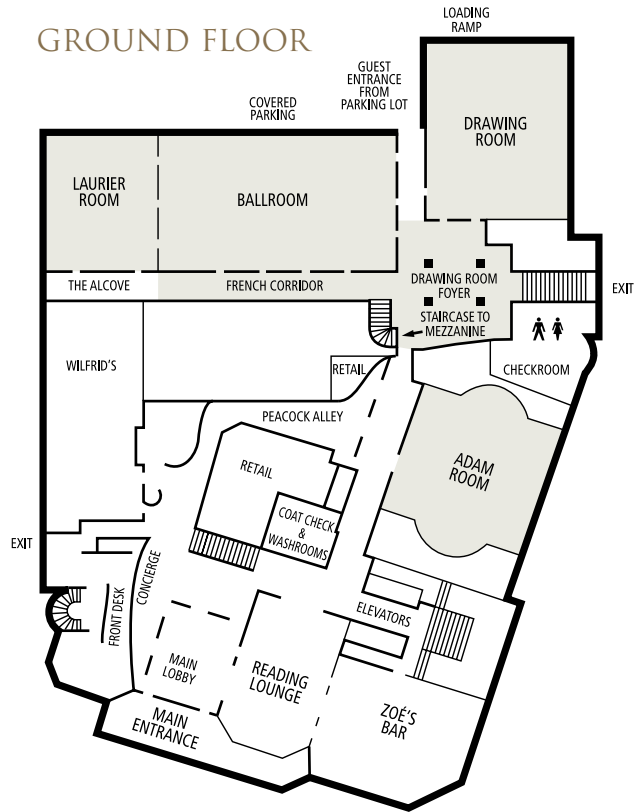 GROUND FLOOR
LOADING
RAMP
GUEST
ENTRANCE
FROM
PARKING LOT
COVERED
PARKING
DRAWING
ROOM
LAURIER
ROOM
BALLROOM
THE ALCOVE
FRENCH CORRIDOR
DRAWING ROOM
FOYER
EXIT
STAIRCASE TO
MEZZANINE
WILFRID'S
RETAIL
CHECKROOM
PEACOCK ALLEY
RETAIL
ADAM
ROOM
COAT CHECK
&
WASHROOMS
EXIT
CONCIERGE
FRONT DESK
ELEVATORS
MAIN
LOBBY
READING
LOUNGE
MAIN
ENTRANCE
ZOÉ'S
BAR